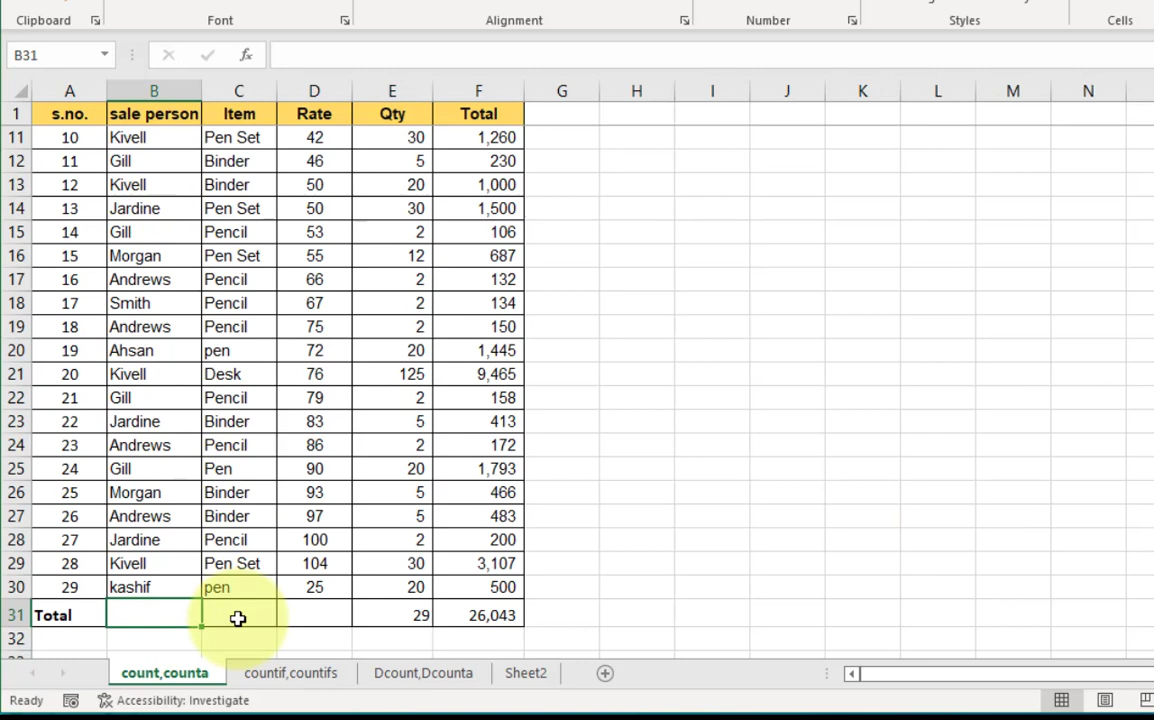 Clipboard Font Alignment Number Styles Cells
B31 fx
A B C D E F G H I J K L M N
1 s.no. sale person Item Rate Qty Total
11 10 Kivell Pen Set 42 30 1,260
12 11 Gill Binder 46 5 230
13 12 Kivell Binder 50 20 1,000
14 13 Jardine Pen Set 50 30 1,500
15 14 Gill Pencil 53 2 106
16 15 Morgan Pen Set 55 12 687
17 16 Andrews Pencil 66 2 132
18 17 Smith Pencil 67 2 134
19 18 Andrews Pencil 75 2 150
20 19 Ahsan pen 72 20 1,445
21 20 Kivell Desk 76 125 9,465
22 21 Gill Pencil 79 2 158
23 22 Jardine Binder 83 5 413
24 23 Andrews Pencil 86 2 172
25 24 Gill Pen 90 20 1,793
26 25 Morgan Binder 93 5 466
27 26 Andrews Binder 97 5 483
28 27 Jardine Pencil 100 2 200
29 28 Kivell Pen Set 104 30 3,107
30 29 kashif pen 25 20 500
31 Total 29 26,043
32
count,counta countif,countifs Dcount,Dcounta Sheet2
Ready Accessibility: Investigate